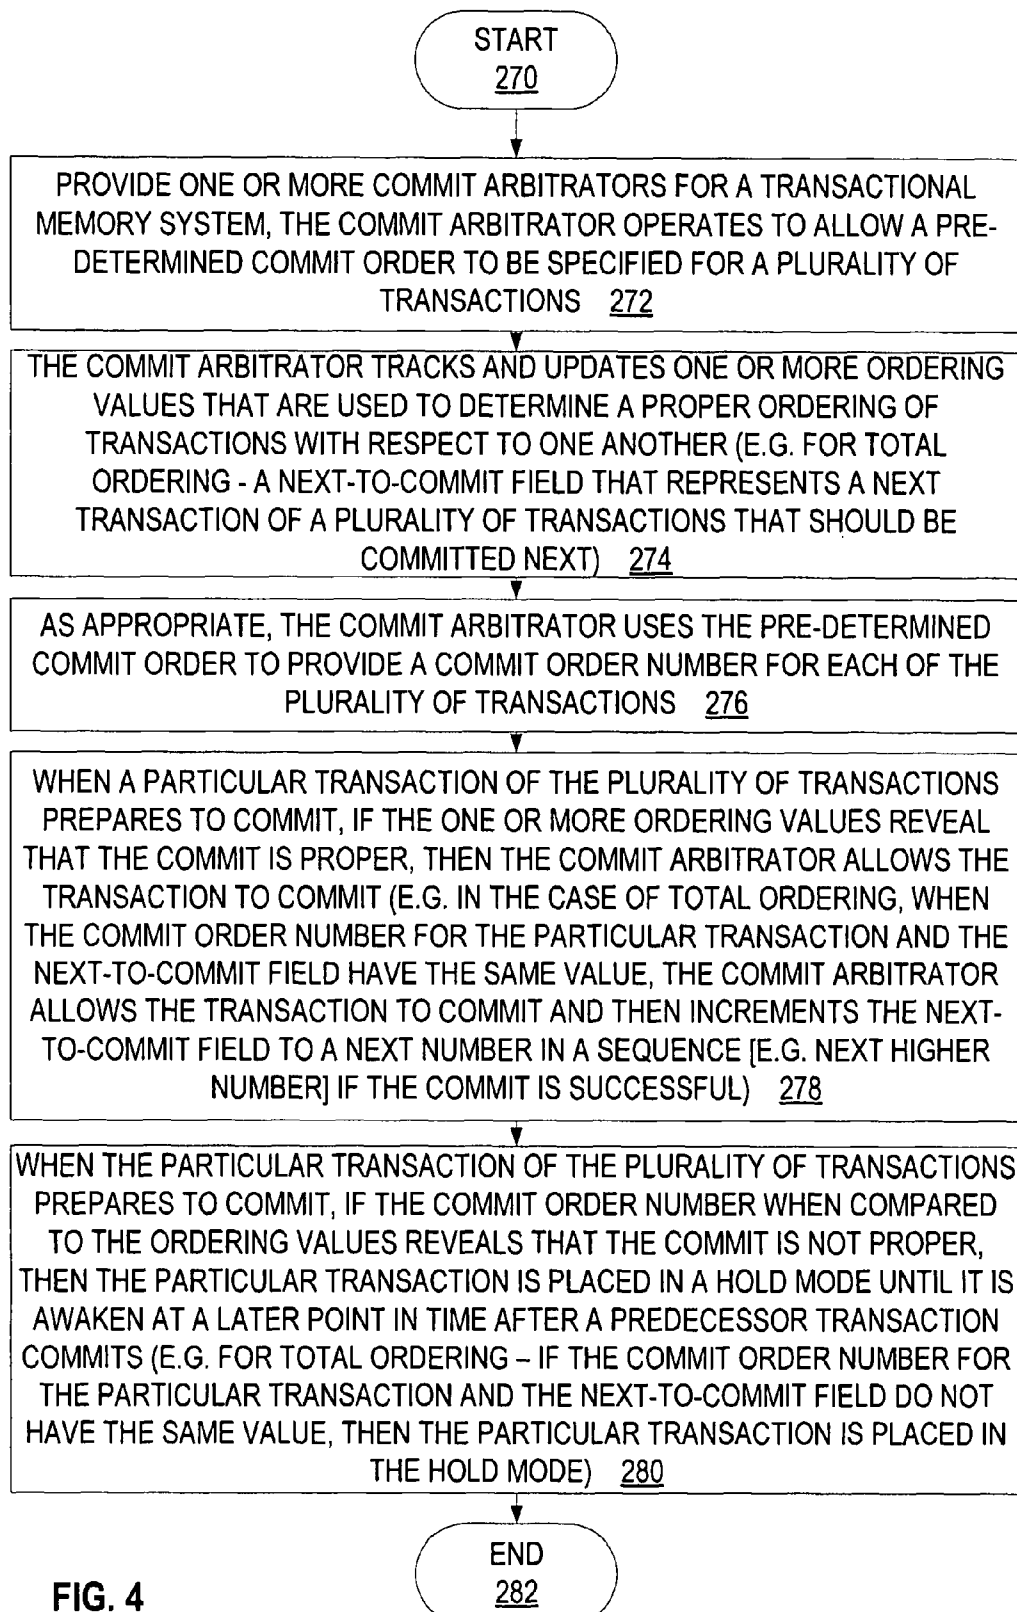 START
270
PROVIDE ONE OR MORE COMMIT ARBITRATORS FOR A TRANSACTIONAL
MEMORY SYSTEM, THE COMMIT ARBITRATOR OPERATES TO ALLOW A PRE-
DETERMINED COMMIT ORDER TO BE SPECIFIED FOR A PLURALITY OF
TRANSACTIONS 272
THE COMMIT ARBITRATOR TRACKS AND UPDATES ONE OR MORE ORDERING
VALUES THAT ARE USED TO DETERMINE A PROPER ORDERING OF
TRANSACTIONS WITH RESPECT TO ONE ANOTHER (E.G. FOR TOTAL
ORDERING - A NEXT-TO-COMMIT FIELD THAT REPRESENTS A NEXT
TRANSACTION OF A PLURALITY OF TRANSACTIONS THAT SHOULD BE
COMMITTED NEXT) 274
AS APPROPRIATE, THE COMMIT ARBITRATOR USES THE PRE-DETERMINED
COMMIT ORDER TO PROVIDE A COMMIT ORDER NUMBER FOR EACH OF THE
PLURALITY OF TRANSACTIONS 276
WHEN A PARTICULAR TRANSACTION OF THE PLURALITY OF TRANSACTIONS
PREPARES TO COMMIT, IF THE ONE OR MORE ORDERING VALUES REVEAL
THAT THE COMMIT IS PROPER, THEN THE COMMIT ARBITRATOR ALLOWS THE
TRANSACTION TO COMMIT (E.G. IN THE CASE OF TOTAL ORDERING, WHEN
THE COMMIT ORDER NUMBER FOR THE PARTICULAR TRANSACTION AND THE
NEXT-TO-COMMIT FIELD HAVE THE SAME VALUE, THE COMMIT ARBITRATOR
ALLOWS THE TRANSACTION TO COMMIT AND THEN INCREMENTS THE NEXT-
TO-COMMIT FIELD TO A NEXT NUMBER IN A SEQUENCE [E.G. NEXT HIGHER
NUMBER] IF THE COMMIT IS SUCCESSFUL) 278
WHEN THE PARTICULAR TRANSACTION OF THE PLURALITY OF TRANSACTIONS
PREPARES TO COMMIT, IF THE COMMIT ORDER NUMBER WHEN COMPARED
TO THE ORDERING VALUES REVEALS THAT THE COMMIT IS NOT PROPER,
THEN THE PARTICULAR TRANSACTION IS PLACED IN A HOLD MODE UNTIL IT IS
AWAKEN AT A LATER POINT IN TIME AFTER A PREDECESSOR TRANSACTION
COMMITS (E.G. FOR TOTAL ORDERING – IF THE COMMIT ORDER NUMBER FOR
THE PARTICULAR TRANSACTION AND THE NEXT-TO-COMMIT FIELD DO NOT
HAVE THE SAME VALUE, THEN THE PARTICULAR TRANSACTION IS PLACED IN
THE HOLD MODE) 280
END
282
FIG. 4